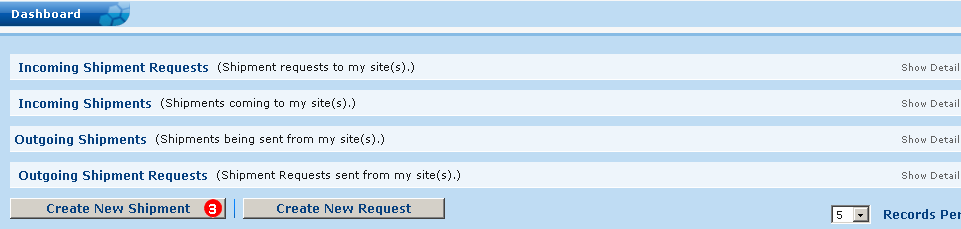 Dashboard
Incoming Shipment Requests (Shipment requests to my site(s).) Show Detail
Incoming Shipments (Shipments coming to my site(s).) Show Detail
Outgoing Shipments (Shipments being sent from my site(s).) Show Detail
Outgoing Shipment Requests (Shipment Requests sent from my site(s).) Show Detail
Create New Shipment 3 Create New Request
5 Records Per